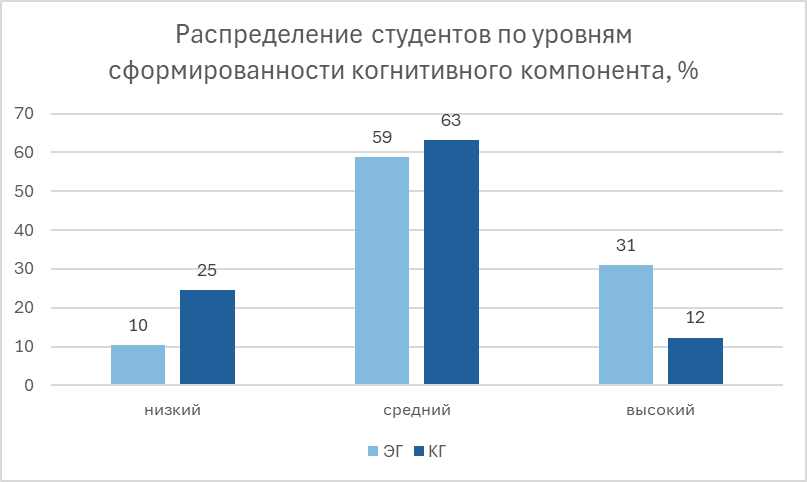 Распределение студентов по уровням
сформированности когнитивного компонента, %
70
60
50
40
30
20
10
0
10
25
59
63
31
12
низкий
средний
высокий
ЭГ
КГ